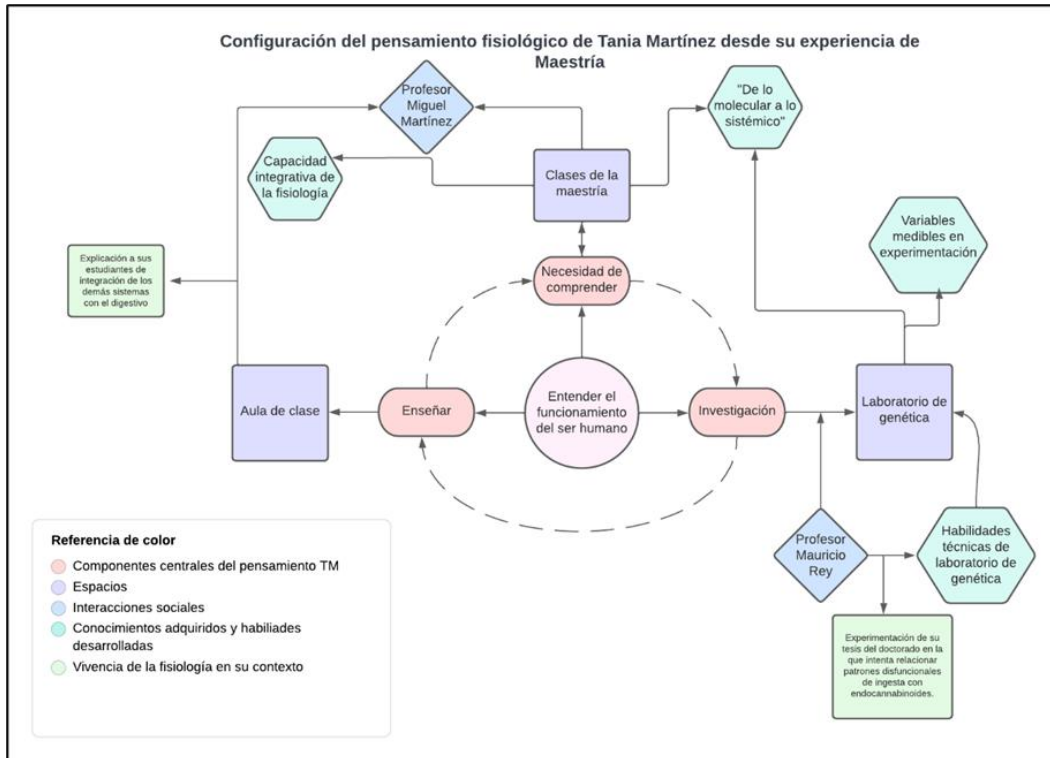 Configuración del pensamiento fisiológico de Tania Martínez desde su experiencia de
Maestría
Profesor
Miguel
Martínez
"De lo
molecular a lo
sistémico"
Capacidad
integrativa de
la fisiología
Clases de la
maestría
Variables
medibles en
experimentación
Explicación a sus
estudiantes de
integración de los
demás sistemas
con el digestivo
Necesidad de
comprender
Aula de clase
Enseñar
Entender el
funcionamiento
del ser humano
Investigación
Laboratorio de
genética
Profesor
Mauricio
Rey
Habilidades
técnicas de
laboratorio de
genética
Experimentación de su
tesis del doctorado en la
que intenta relacionar
patrones disfuncionales
de ingesta con
endocannabinoides.
Referencia de color
Componentes centrales del pensamiento TM
Espacios
Interacciones sociales
Conocimientos adquiridos y habiliades
desarrolladas
Vivencia de la fisiología en su contexto